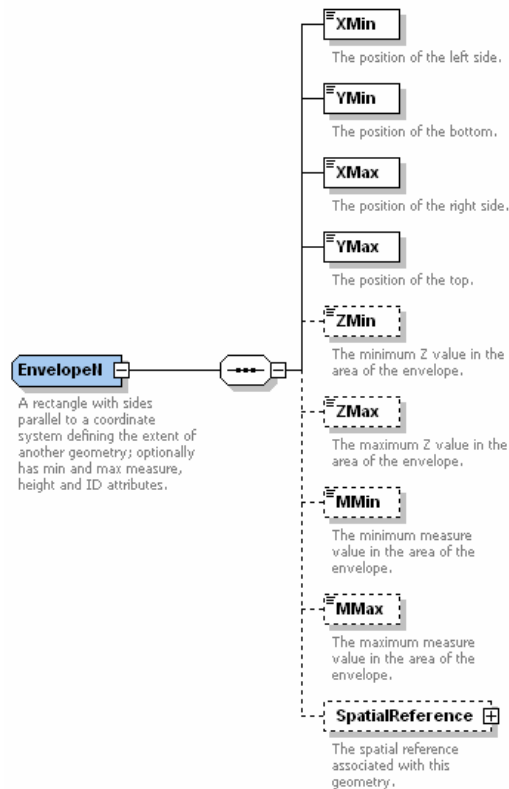 XMin
The position of the left side.
YMin
The position of the bottom.
XMax
The position of the right side.
YMax
The position of the top.
ZMin
The minimum Z value in the
area of the envelope.
EnvelopeN
A rectangle with sides
parallel to a coordinate
system defining the extent of
another geometry; optionally
has min and max measure,
height and ID attributes.
ZMax
The maximum Z value in the
area of the envelope.
MMin
The minimum measure
value in the area of the
envelope.
MMax
The maximum measure
value in the area of the
envelope.
SpatialReference
The spatial reference
associated with this
geometry.